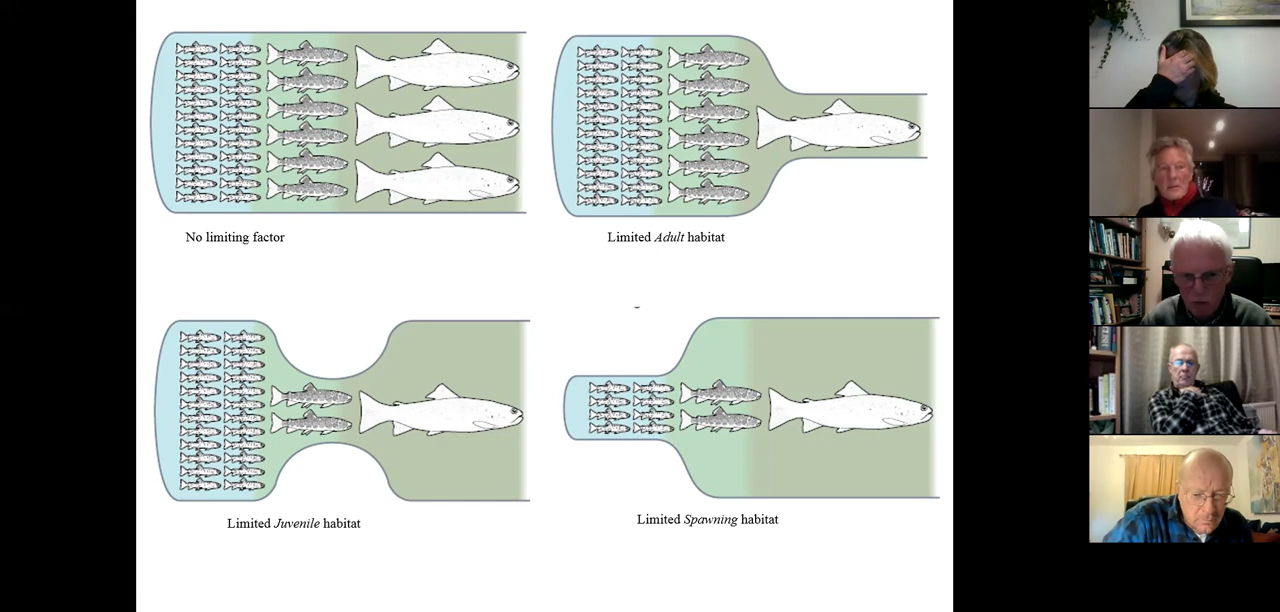 No limiting factor
Limited Adult habitat
Limited Juvenile habitat
Limited Spawning habitat